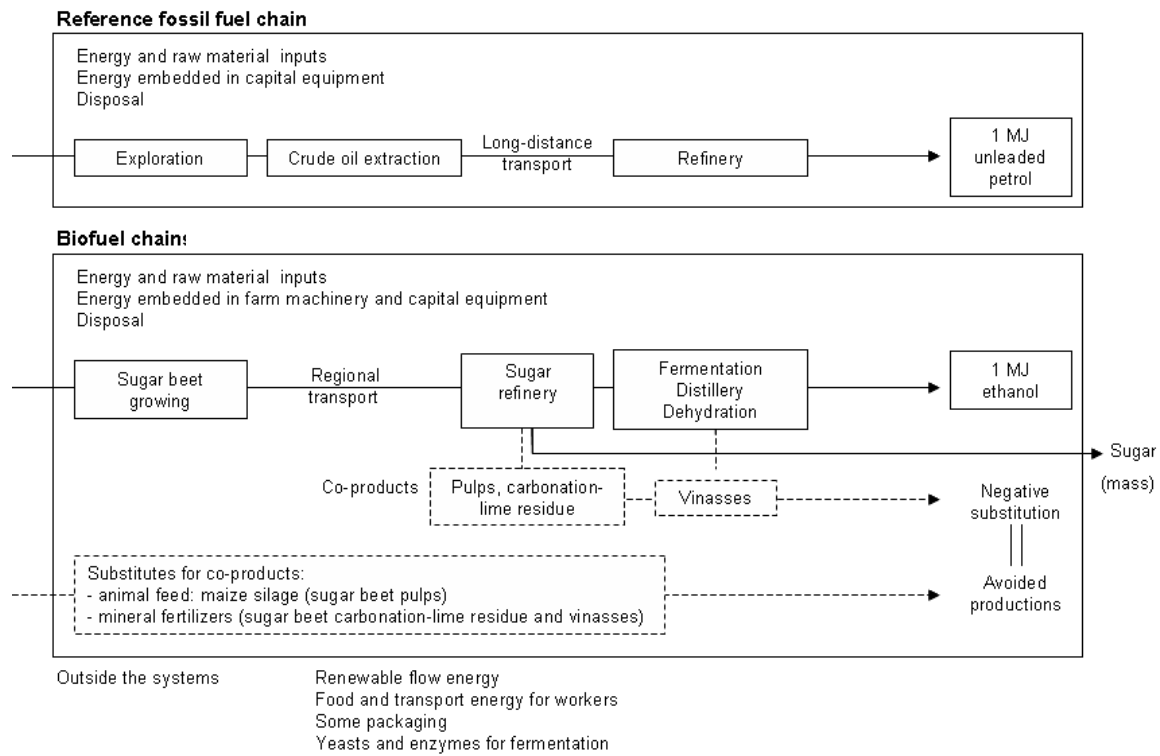 Reference fossil fuel chain
Energy and raw material inputs
Energy embedded in capital equipment
Disposal
Exploration
Crude oil extraction
Long-distance
transport
Refinery
1 MJ
unleaded
petrol
Biofuel chains
Energy and raw material inputs
Energy embedded in farm machinery and capital equipment
Disposal
Sugar beet
growing
Regional
transport
Sugar
refinery
Fermentation
Distillery
Dehydration
1 MJ
ethanol
Sugar
(mass)
Co-products
Pulps, carbonation-
lime residue
Vinasses
Negative
substitution
Substitutes for co-products:
- animal feed: maize silage (sugar beet pulps)
- mineral fertilizers (sugar beet carbonation-lime residue and vinasses)
Avoided
productions
Outside the systems
Renewable flow energy
Food and transport energy for workers
Some packaging
Yeasts and enzymes for fermentation